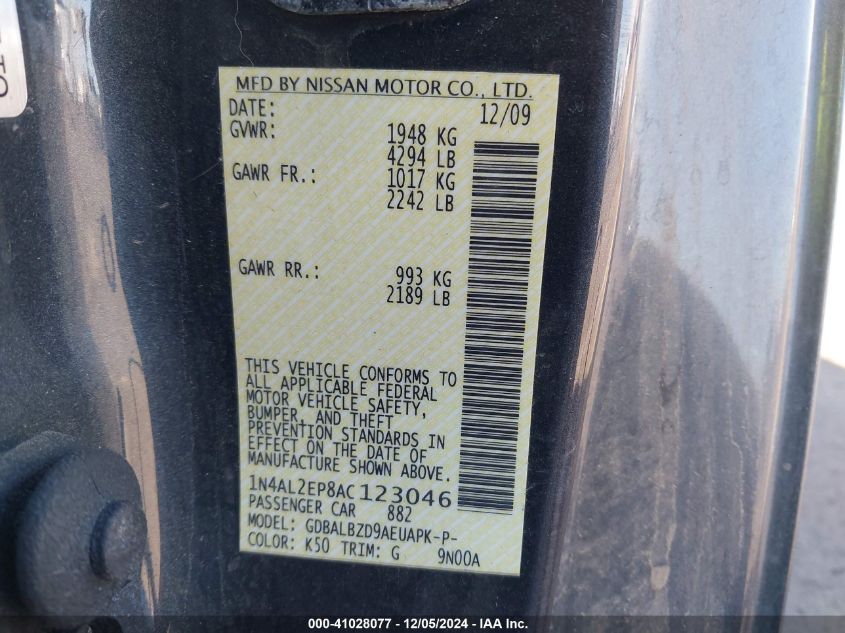 MFD BY NISSAN MOTOR CO., LTD.
DATE: 12/09
GVWR: 1948 KG
4294 LB
GAWR FR.: 1017 KG
2242 LB
GAWR RR.: 993 KG
2189 LB
THIS VEHICLE CONFORMS TO
ALL APPLICABLE FEDERAL
MOTOR VEHICLE SAFETY,
BUMPER, AND THEFT
PREVENTION STANDARDS IN
EFFECT ON THE DATE OF
MANUFACTURE SHOWN ABOVE.
1N4AL2EP8AC123046
PASSENGER CAR 882
MODEL: GDBALBZD9AEUAPK-P-
COLOR: K50 TRIM: G 9N00A
000-41028077 - 12/05/2024 - IAA, Inc.